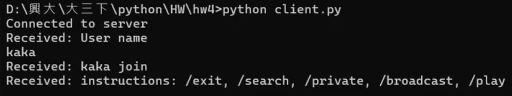 D:\興大\大三下\python\HW\hw4>python client.py
Connected to server
Received: User name
kaka
Received: kaka join
Received: instructions: /exit, /search, /private, /broadcast, /play